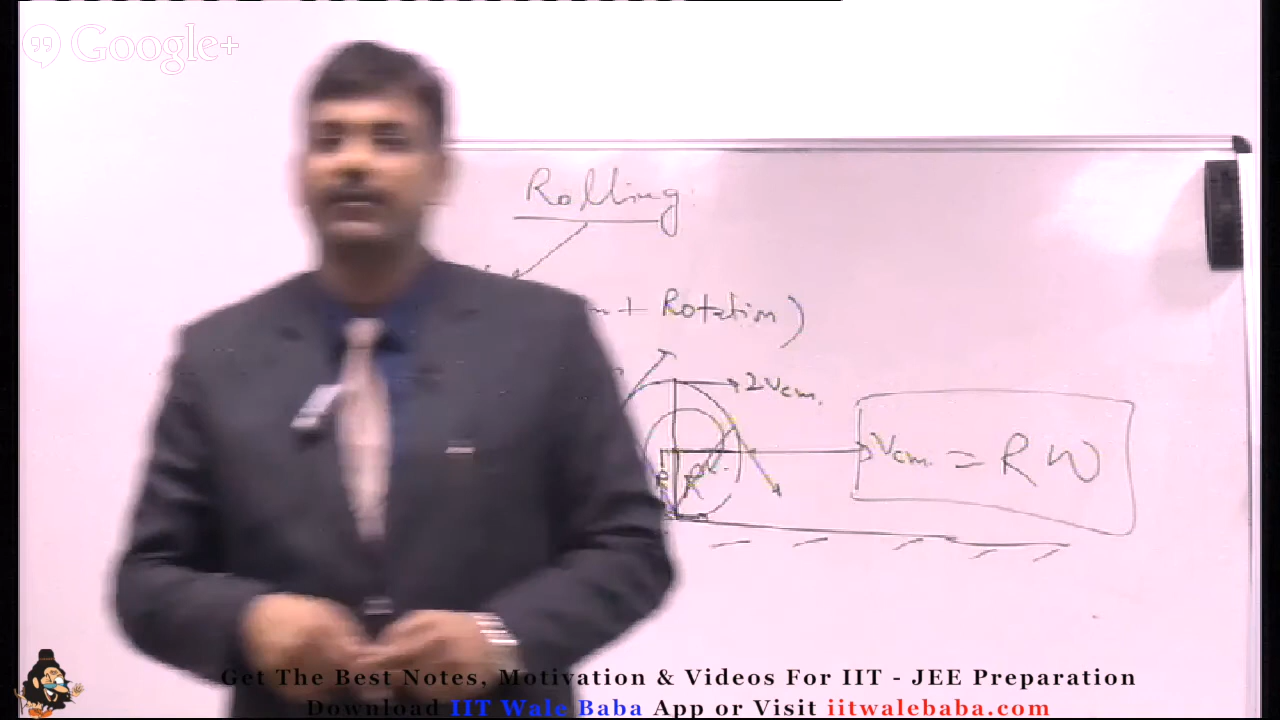 Google+
Rolling
+ Rotation)
2Vcm.
Vcm. = RW
R
R
Get The Best Notes, Motivation & Videos For IIT - JEE Preparation
Download IIT Wale Baba App or Visit iitwalebaba.com